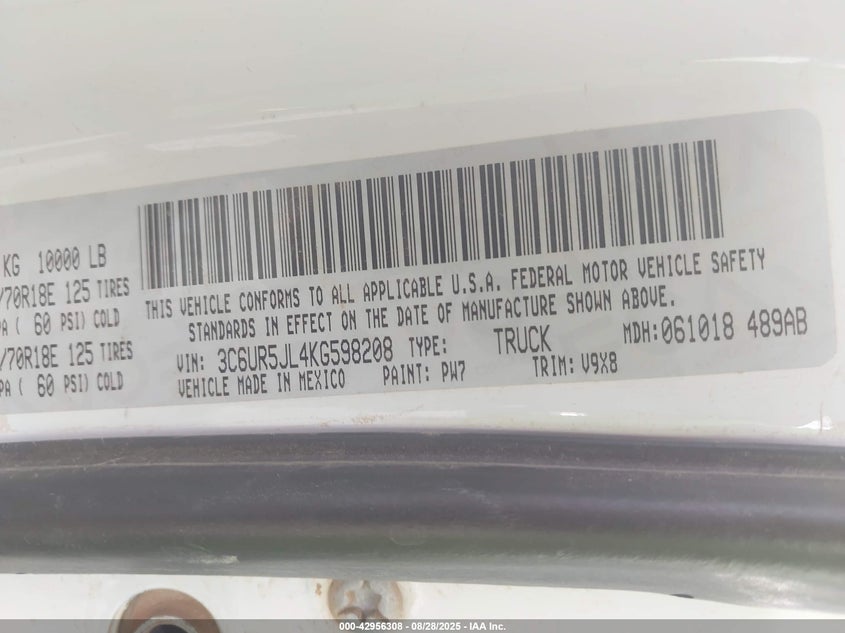 KG 10000 LB
/70R18E 125 TIRES
PA ( 60 PSI) COLD
/70R18E 125 TIRES
PA ( 60 PSI) COLD
THIS VEHICLE CONFORMS TO ALL APPLICABLE U.S.A. FEDERAL MOTOR VEHICLE SAFETY
STANDARDS IN EFFECT ON THE DATE OF MANUFACTURE SHOWN ABOVE.
VIN: 3C6UR5JL4KG598208 TYPE: TRUCK MDH:061018 489AB
VEHICLE MADE IN MEXICO PAINT: PW7 TRIM: V9X8
000-42956308 - 08/28/2025 - IAA Inc.